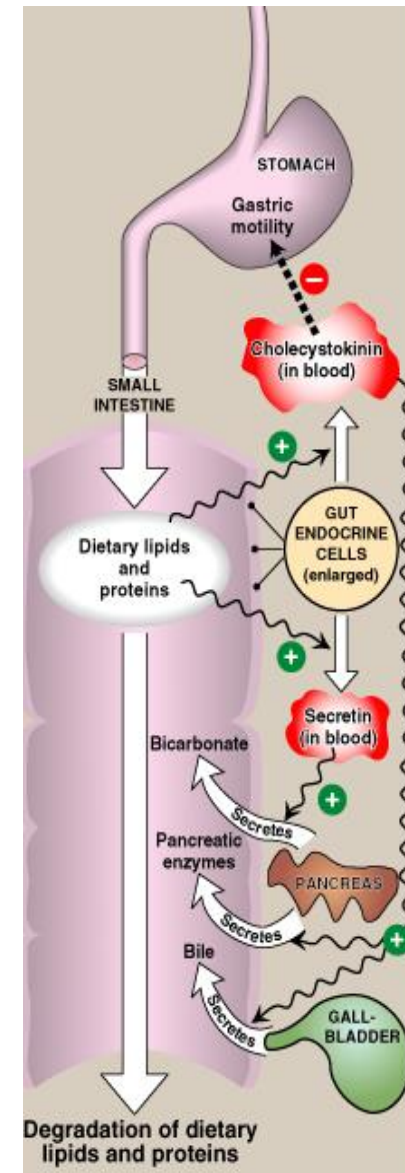 STOMACH
Gastric
motility
−
Cholecystokinin
(in blood)
SMALL
INTESTINE
+
GUT
ENDOCRINE
CELLS
(enlarged)
Dietary lipids
and
proteins
+
Secretin
(in blood)
Bicarbonate
+
Secretes
Pancreatic
enzymes
PANCREAS
Secretes
+
Bile
Secretes
GALL-
BLADDER
Degradation of dietary
lipids and proteins